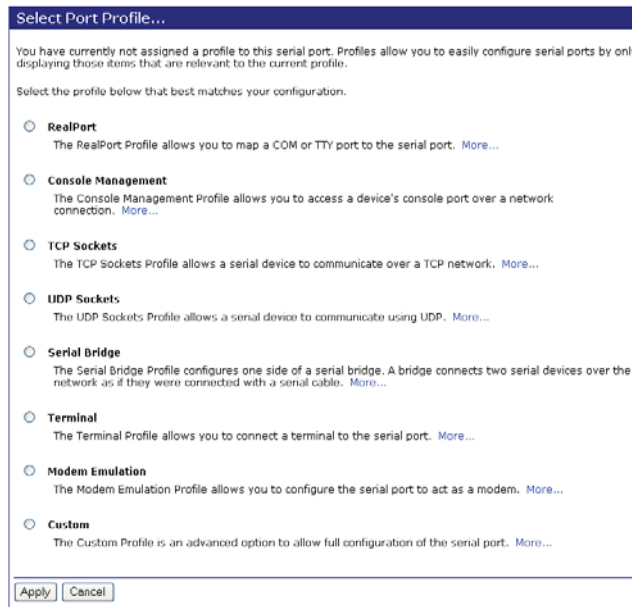 Select Port Profile...
You have currently not assigned a profile to this serial port. Profiles allow you to easily configure serial ports by
displaying those items that are relevant to the current profile.
Select the profile below that best matches your configuration.
RealPort
The RealPort Profile allows you to map a COM or TTY port to the serial port. More...
Console Management
The Console Management Profile allows you to access a device's console port over a network
connection. More...
TCP Sockets
The TCP Sockets Profile allows a serial device to communicate over a TCP network. More...
UDP Sockets
The UDP Sockets Profile allows a serial device to communicate using UDP. More...
Serial Bridge
The Serial Bridge Profile configures one side of a serial bridge. A bridge connects two serial devices over the
network as if they were connected with a serial cable. More...
Terminal
The Terminal Profile allows you to connect a terminal to the serial port. More...
Modem Emulation
The Modem Emulation Profile allows you to configure the serial port to act as a modem. More...
Custom
The Custom Profile is an advanced option to allow full configuration of the serial port. More...
Apply Cancel